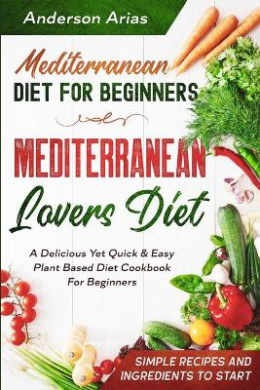 Anderson Arias
Mediterranean
DIET FOR BEGINNERS
MEDITERRANEAN
Lovers Diet
A Delicious Yet Quick & Easy
Plant Based Diet Cookbook
For Beginners
SIMPLE RECIPES AND
INGREDIENTS TO START